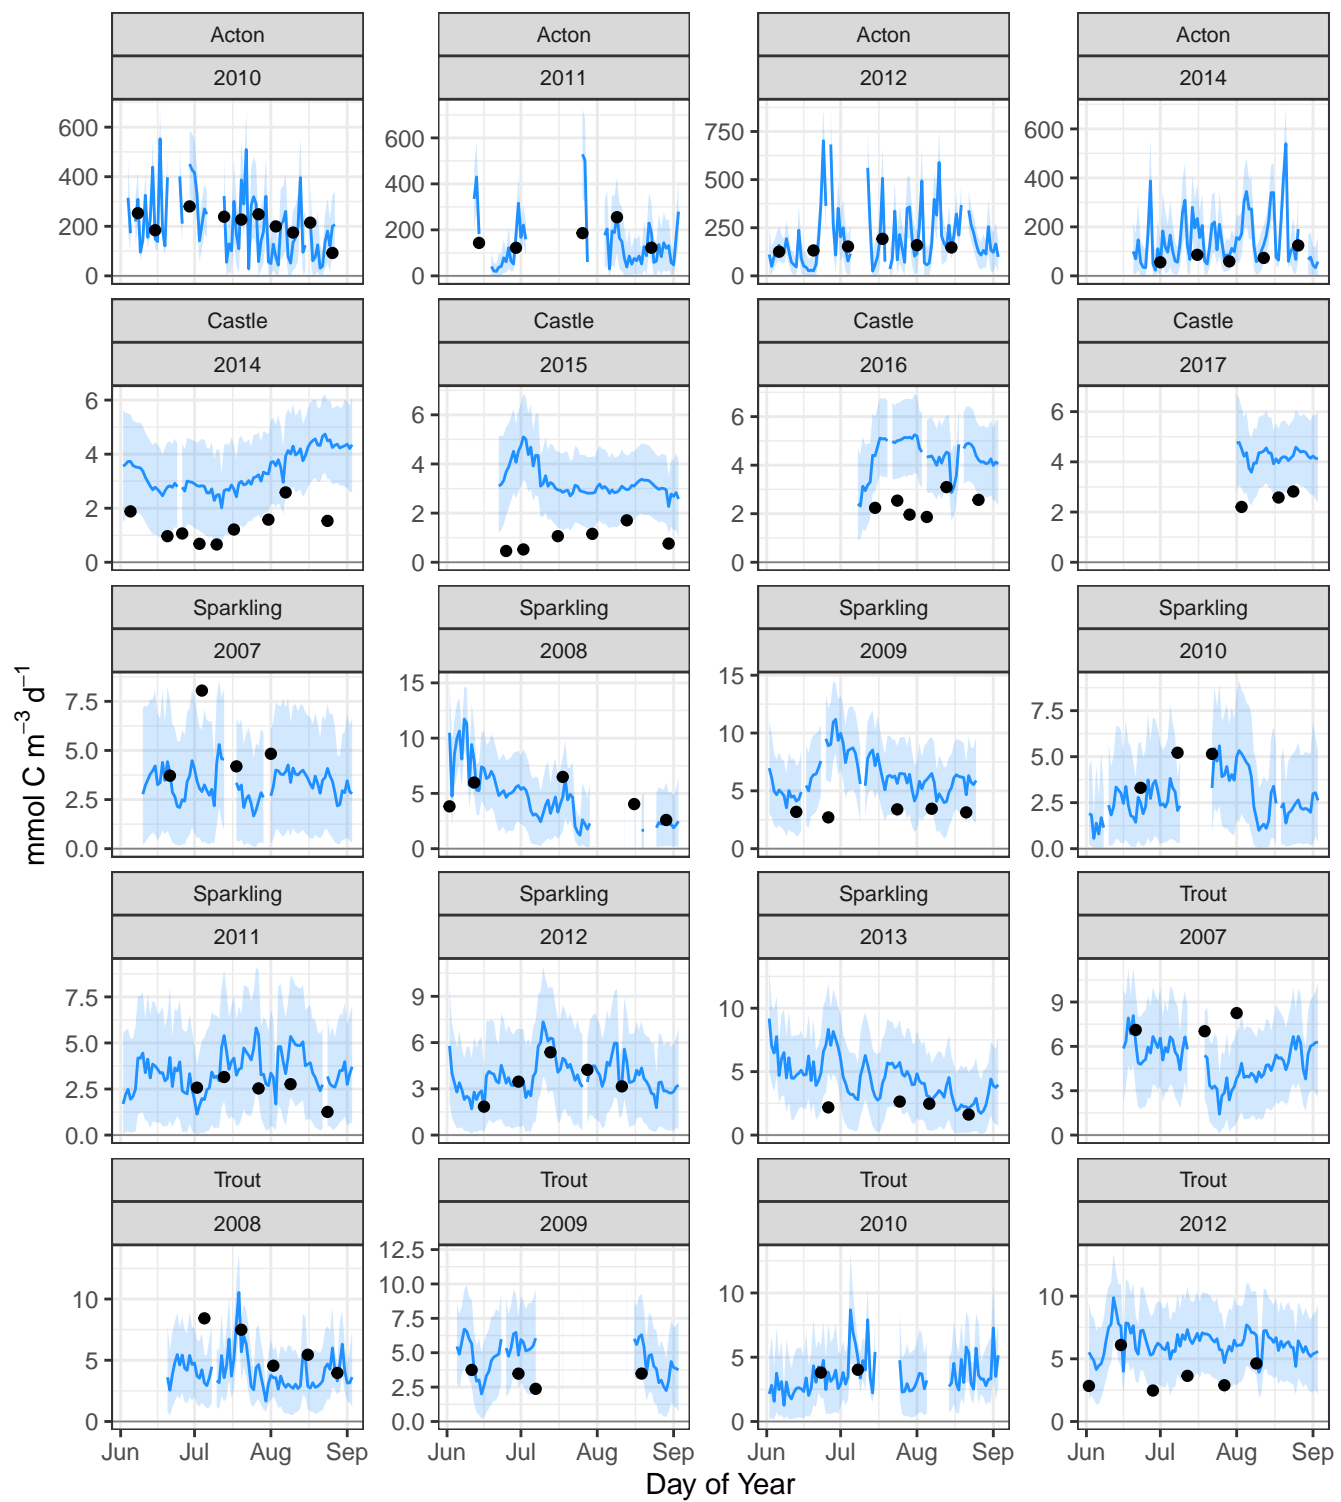 Acton Acton Acton Acton
2010 2011 2012 2014
600 400 200 0
600 400 200 0
750 500 250 0
600 400 200 0
Castle Castle Castle Castle
2014 2015 2016 2017
6 4 2 0
6 4 2 0
6 4 2 0
6 4 2 0
Sparkling Sparkling Sparkling Sparkling
2007 2008 2009 2010
7.5 5.0 2.5 0.0
15 10 5 0
15 10 5 0
7.5 5.0 2.5 0.0
mmol C m⁻³ d⁻¹
Sparkling Sparkling Sparkling Trout
2011 2012 2013 2007
7.5 5.0 2.5 0.0
9 6 3 0
10 5 0
9 6 3 0
Trout Trout Trout Trout
2008 2009 2010 2012
10 5 0
12.5 10.0 7.5 5.0 2.5 0.0
10 5 0
10 5 0
Jun Jul Aug Sep Jun Jul Aug Sep Jun Jul Aug Sep Jun Jul Aug Sep
Day of Year